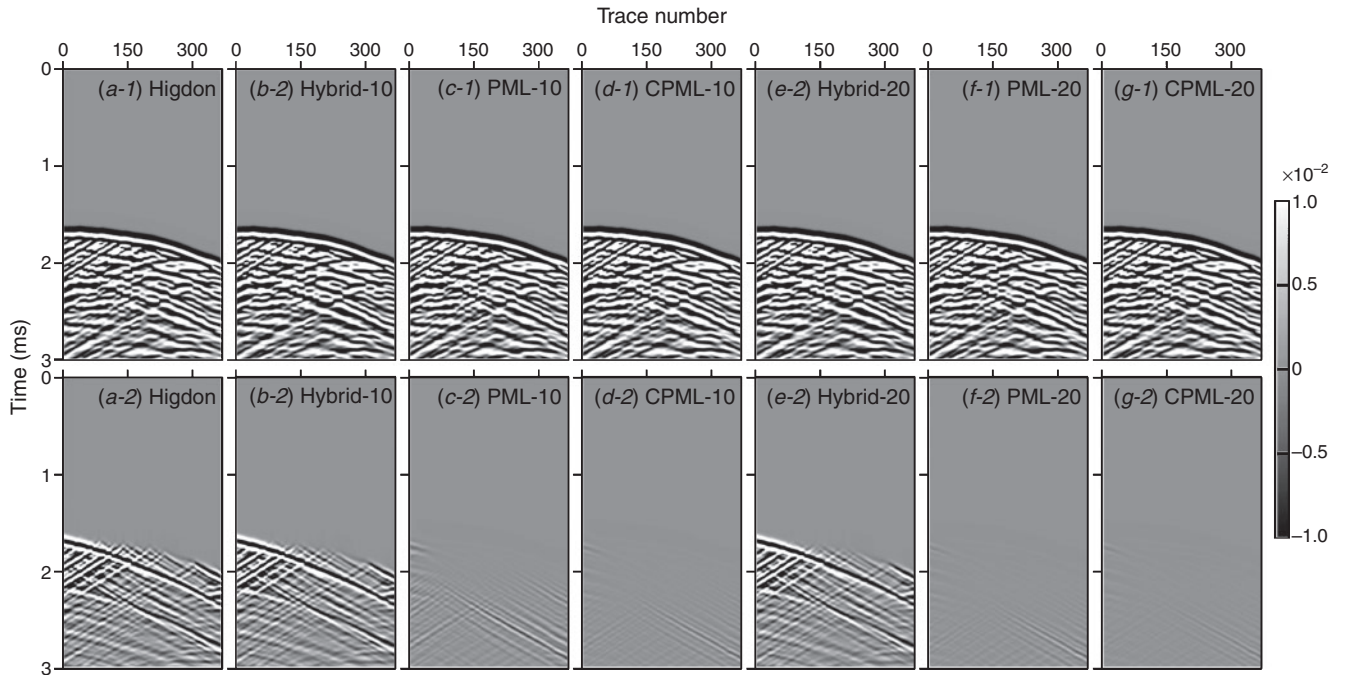 Trace number
0 150 300 0 150 300 0 150 300 0 150 300 0 150 300 0 150 300 0 150 300
0
(a-1) Higdon (b-2) Hybrid-10 (c-1) PML-10 (d-1) CPML-10 (e-2) Hybrid-20 (f-1) PML-20 (g-1) CPML-20
1
2
3
Time (ms)
0
(a-2) Higdon (b-2) Hybrid-10 (c-2) PML-10 (d-2) CPML-10 (e-2) Hybrid-20 (f-2) PML-20 (g-2) CPML-20
1
2
3
×10–2
1.0
0.5
0
–0.5
–1.0